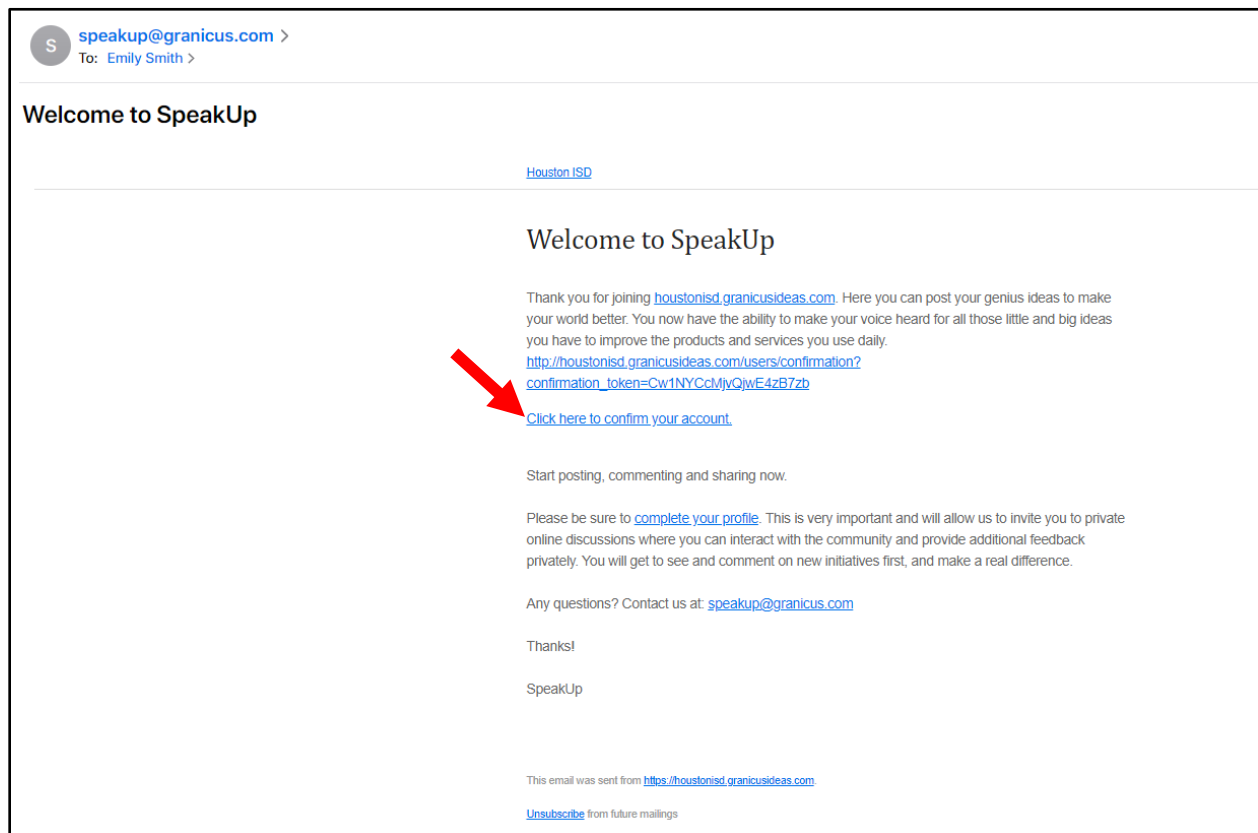 S
speakup@granicus.com >
To: Emily Smith >
Welcome to SpeakUp
Houston ISD
Welcome to SpeakUp
Thank you for joining houstonisd.granicusideas.com. Here you can post your genius ideas to make
your world better. You now have the ability to make your voice heard for all those little and big ideas
you have to improve the products and services you use daily.
http://houstonisd.granicusideas.com/users/confirmation?
confirmation_token=Cw1NYCcMjvQjwE4zB7zb
Click here to confirm your account.
Start posting, commenting and sharing now.
Please be sure to complete your profile. This is very important and will allow us to invite you to private
online discussions where you can interact with the community and provide additional feedback
privately. You will get to see and comment on new initiatives first, and make a real difference.
Any questions? Contact us at: speakup@granicus.com
Thanks!
SpeakUp
This email was sent from https://houstonisd.granicusideas.com.
Unsubscribe from future mailings